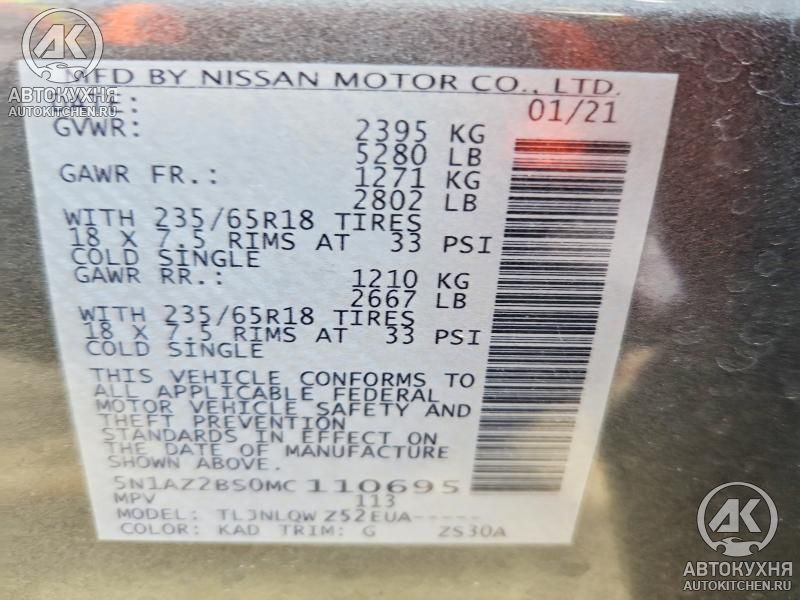 AK
АВТОКУХНЯ
AUTOKITCHEN.RU
MFD BY NISSAN MOTOR CO., LTD.
DATE: 01/21
GVWR: 2395 KG
5280 LB
GAWR FR.: 1271 KG
2802 LB
WITH 235/65R18 TIRES
18 X 7.5 RIMS AT 33 PSI
COLD SINGLE
GAWR RR.: 1210 KG
2667 LB
WITH 235/65R18 TIRES
18 X 7.5 RIMS AT 33 PSI
COLD SINGLE
THIS VEHICLE CONFORMS TO
ALL APPLICABLE FEDERAL
MOTOR VEHICLE SAFETY AND
THEFT PREVENTION
STANDARDS IN EFFECT ON
THE DATE OF MANUFACTURE
SHOWN ABOVE.
5N1AZ2BS0MC110695
MPV 113
MODEL: TLJNLQW Z52EUA-----
COLOR: KAD TRIM: G ZS30A
AK
АВТОКУХНЯ
AUTOKITCHEN.RU